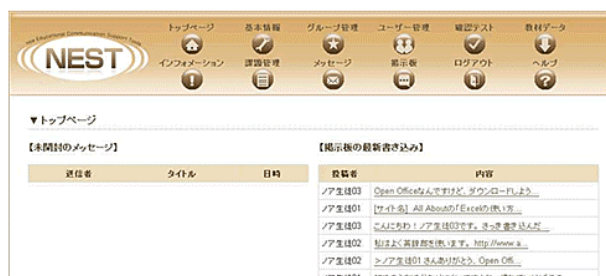 New Educational Communication Support Tools
NEST
トップページ 基本情報 グループ管理 ユーザー管理 確認テスト 教材データ
インフォメーション 課題管理 メッセージ 掲示板 ログアウト ヘルプ
▼トップページ
【未開封のメッセージ】
送信者 タイトル 日時
【掲示板の最新書き込み】
投稿者 内容
ノア生徒03 Open Officeなんですけど、ダウンロードしよう...
ノア生徒01 [サイト名] All Aboutの「Excelの使い方...
ノア生徒03 こんにちわ！ノア生徒03です。さっき書き込んだ...
ノア生徒02 私はよく英辞郎を使います。http://www.a...
ノア生徒02 >ノア生徒01さんありがとう。Open Offi...